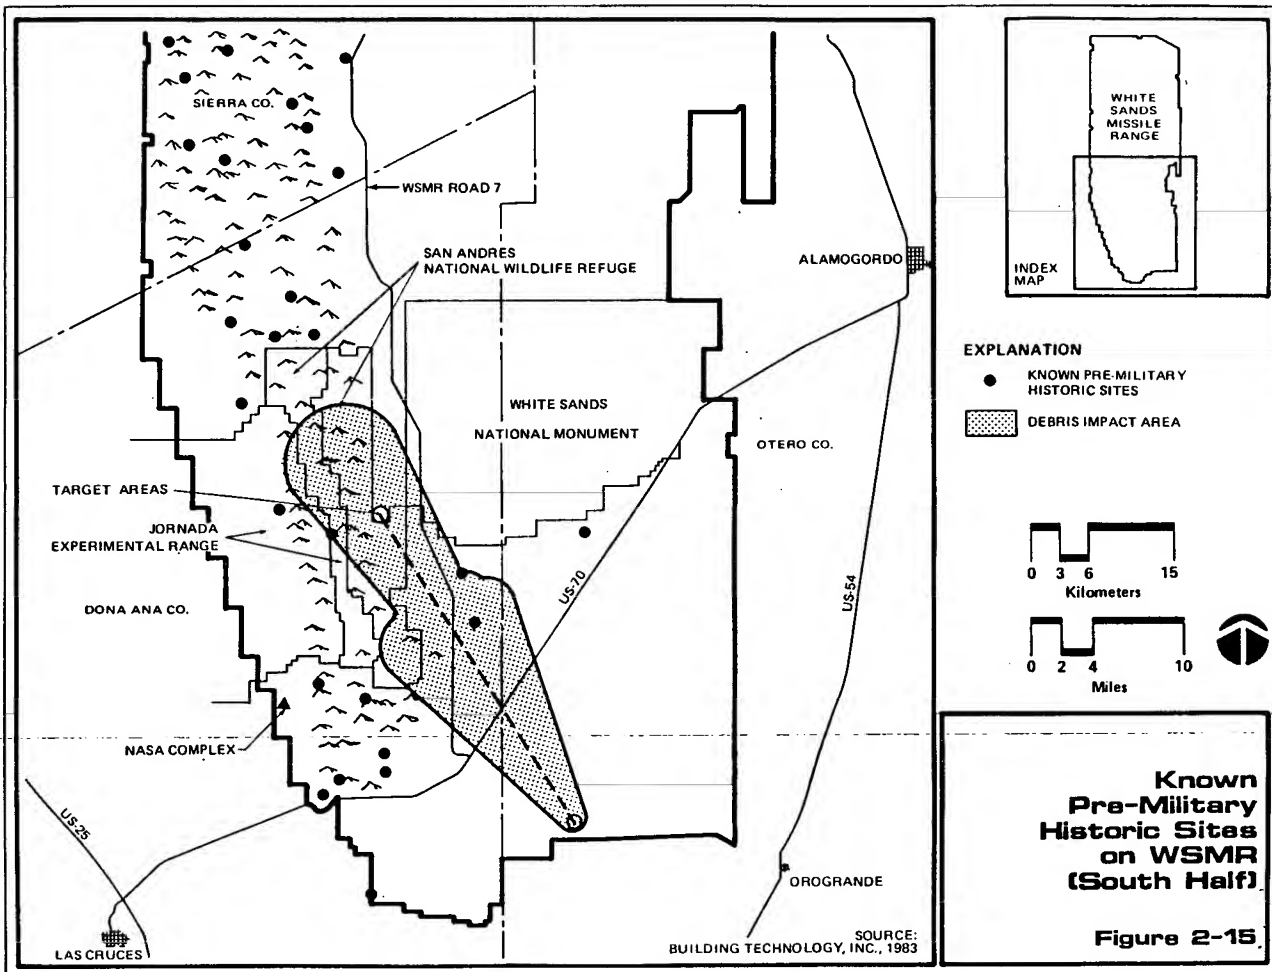 SIERRA CO.
WSMR ROAD 7
SAN ANDRES
NATIONAL WILDLIFE REFUGE
ALAMOGORDO
WHITE SANDS
NATIONAL MONUMENT
OTERO CO.
TARGET AREAS
JORNADA
EXPERIMENTAL RANGE
DONA ANA CO.
US-70
US-54
NASA COMPLEX
US-25
LAS CRUCES
OROGRANDE
SOURCE:
BUILDING TECHNOLOGY, INC., 1983
WHITE
SANDS
MISSILE
RANGE
INDEX
MAP
EXPLANATION
KNOWN PRE-MILITARY
HISTORIC SITES
DEBRIS IMPACT AREA
0 3 6 15
Kilometers
0 2 4 10
Miles
Known
Pre-Military
Historic Sites
on WSMR
(South Half)
Figure 2-15